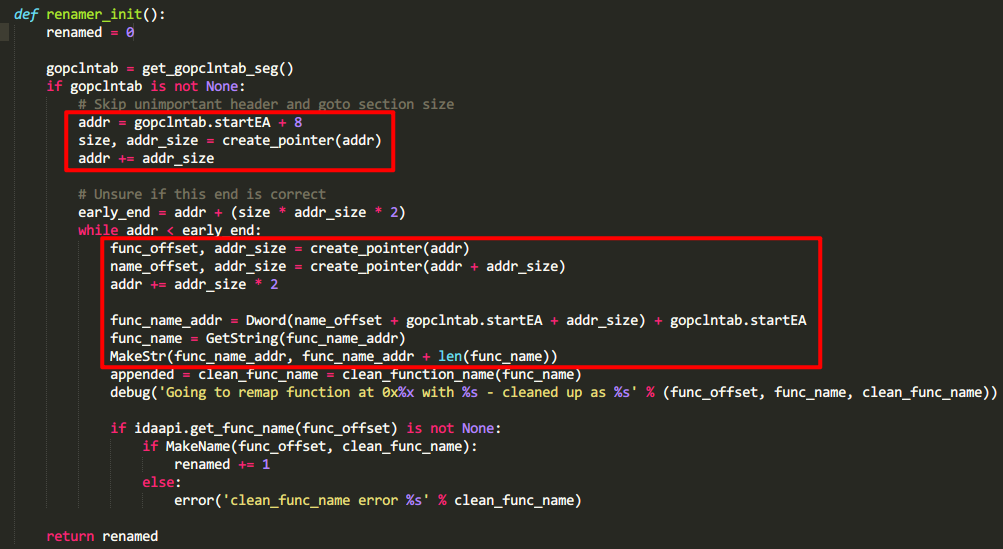 def renamer_init():
    renamed = 0

    gopclntab = get_gopclntab_seg()
    if gopclntab is not None:
        # Skip unimportant header and goto section size
        addr = gopclntab.startEA + 8
        size, addr_size = create_pointer(addr)
        addr += addr_size

        # Unsure if this end is correct
        early_end = addr + (size * addr_size * 2)
        while addr < early_end:
            func_offset, addr_size = create_pointer(addr)
            name_offset, addr_size = create_pointer(addr + addr_size)
            addr += addr_size * 2

            func_name_addr = Dword(name_offset + gopclntab.startEA + addr_size) + gopclntab.startEA
            func_name = GetString(func_name_addr)
            MakeStr(func_name_addr, func_name_addr + len(func_name))
            appended = clean_func_name = clean_function_name(func_name)
            debug('Going to remap function at 0x%x with %s - cleaned up as %s' % (func_offset, func_name, clean_func_name))

            if idaapi.get_func_name(func_offset) is not None:
                if MakeName(func_offset, clean_func_name):
                    renamed += 1
                else:
                    error('clean_func_name error %s' % clean_func_name)

    return renamed